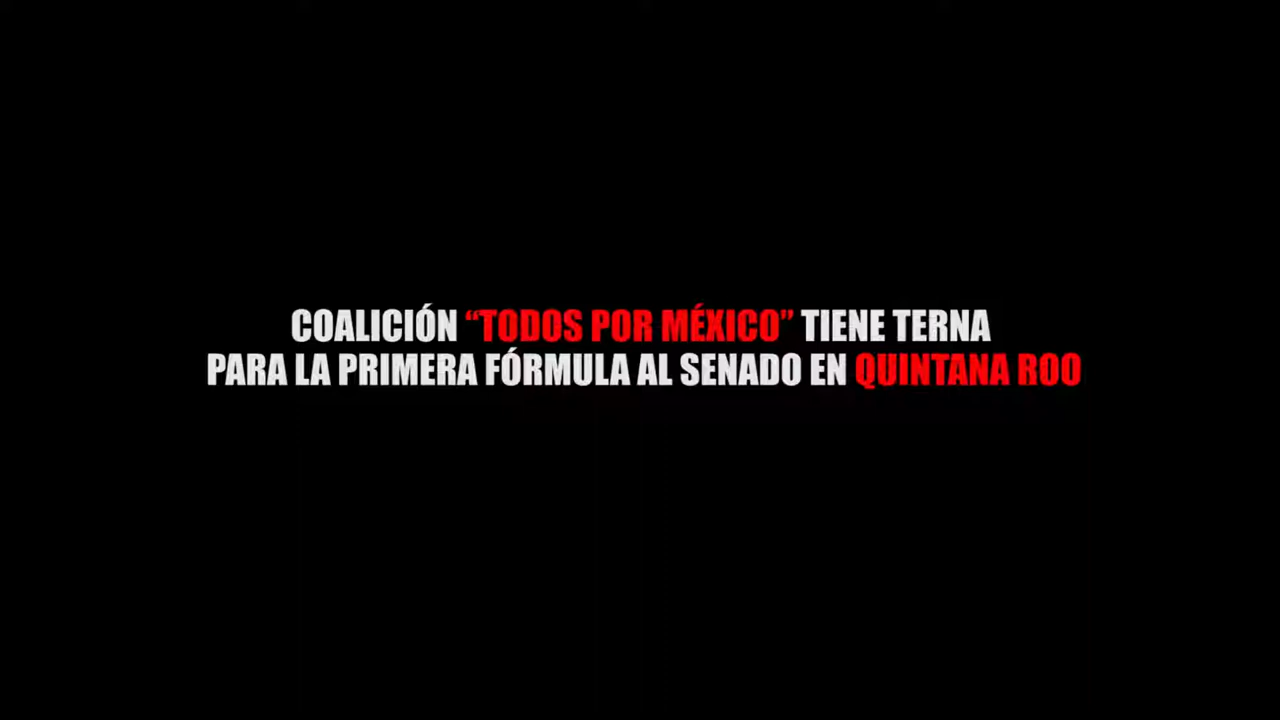 COALICIÓN “TODOS POR MÉXICO” TIENE TERNA
PARA LA PRIMERA FÓRMULA AL SENADO EN QUINTANA ROO